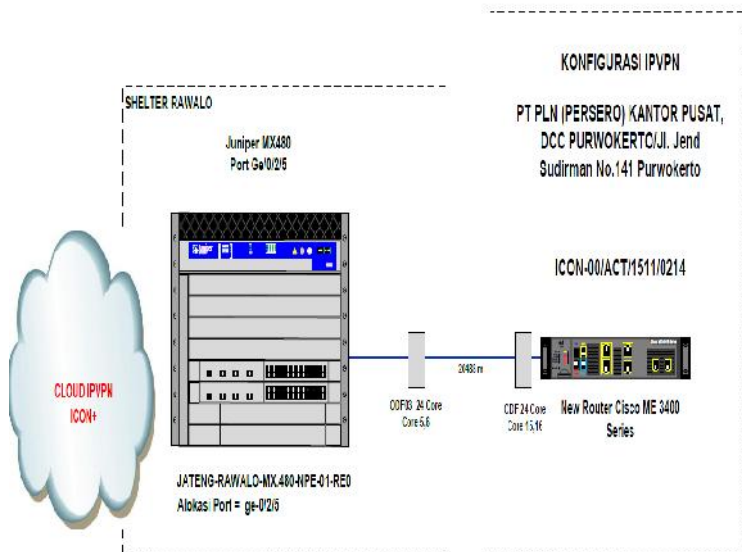 KONFIGURASI IPVPN
PT PLN (PERSERO) KANTOR PUSAT,
DCC PURWOKERTO/JL. Jend
Sudirman No.141 Purwokerto
SHELTER RAWALO
Juniper MX480
Port Ge/0/2/5
ICON-00/ACT/1511/0214
CLOUD IPVPN
ICON+
ODF03 24 Core
Core 5,6
ODF 24 Core
Core 15,16
New Router Cisco ME 3400
Series
JATENG-RAWALO-MX.480-NPE-01-RE0
Alokasi Port = ge-0/2/5